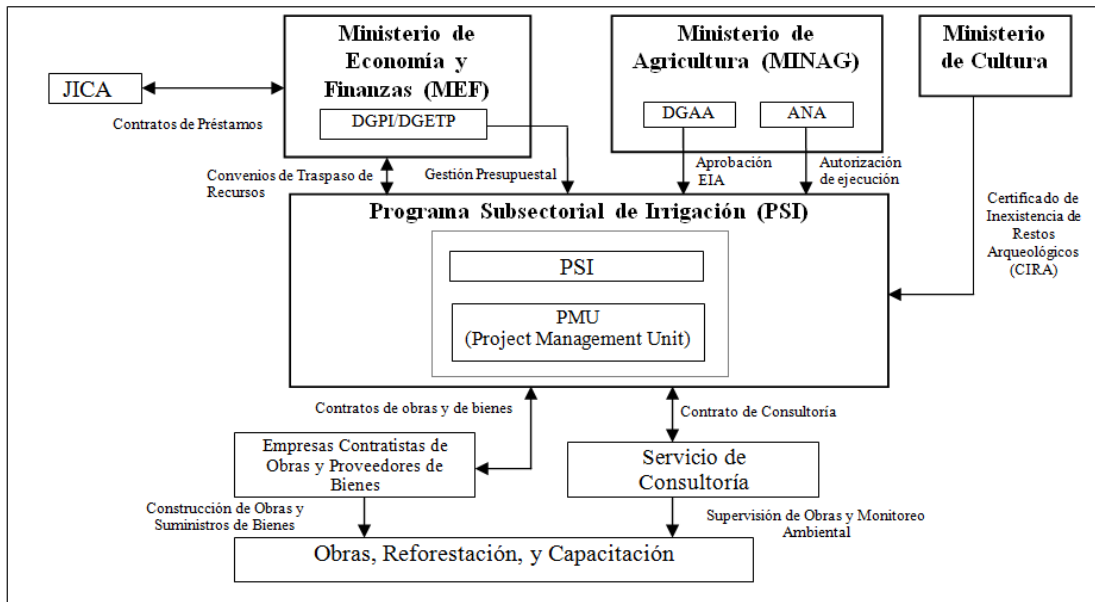 Ministerio de
Economía y
Finanzas (MEF)
DGPI/DGETP
Ministerio de
Agricultura (MINAG)
DGAA
ANA
Ministerio
de Cultura
JICA
Contratos de Préstamos
Convenios de Traspaso de
Recursos
Gestión Presupuestal
Aprobación
EIA
Autorización
de ejecución
Certificado de
Inexistencia de
Restos
Arqueológicos
(CIRA)
Programa Subsectorial de Irrigación (PSI)
PSI
PMU
(Project Management Unit)
Contratos de obras y de bienes
Contrato de Consultoría
Empresas Contratistas de
Obras y Proveedores de
Bienes
Servicio de
Consultoría
Construcción de Obras y
Suministros de Bienes
Supervisión de Obras y Monitoreo
Ambiental
Obras, Reforestación, y Capacitación